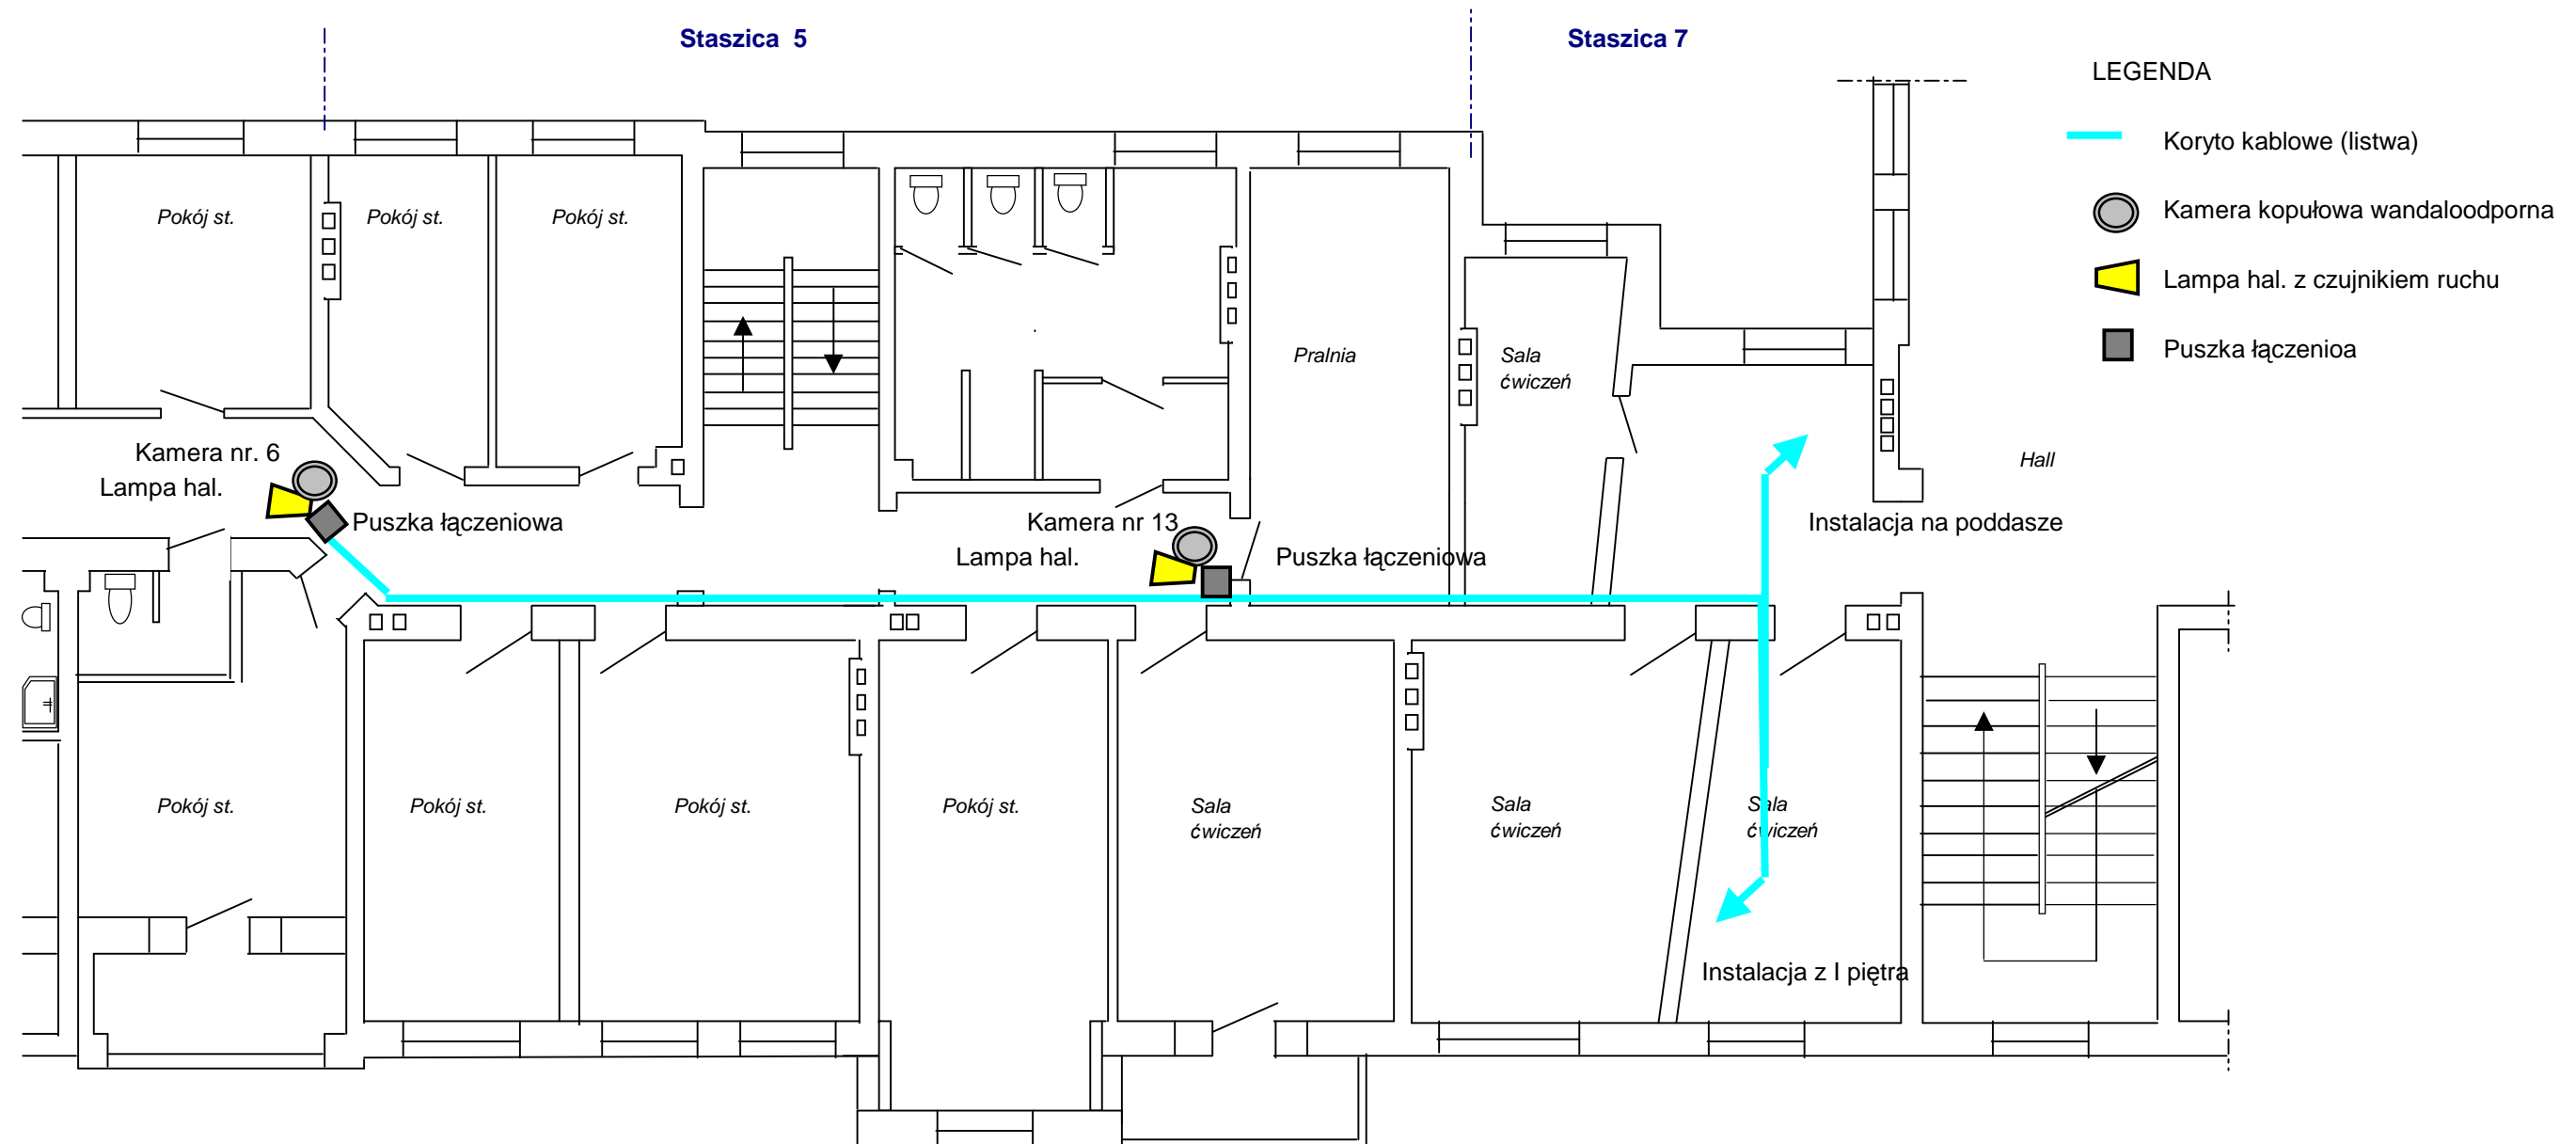 Staszica 5
Staszica 7
LEGENDA
Koryto kablowe (listwa)
Kamera kopułowa wandaloodporna
Lampa hal. z czujnikiem ruchu
Puszka łączenioa
Pokój st.
Pokój st.
Pokój st.
Pralnia
Sala
ćwiczeń
Hall
Kamera nr. 6
Lampa hal.
Puszka łączeniowa
Kamera nr 13
Lampa hal.
Puszka łączeniowa
Instalacja na poddasze
Pokój st.
Pokój st.
Pokój st.
Pokój st.
Sala
ćwiczeń
Sala
ćwiczeń
Sala
ćwiczeń
Instalacja z I piętra